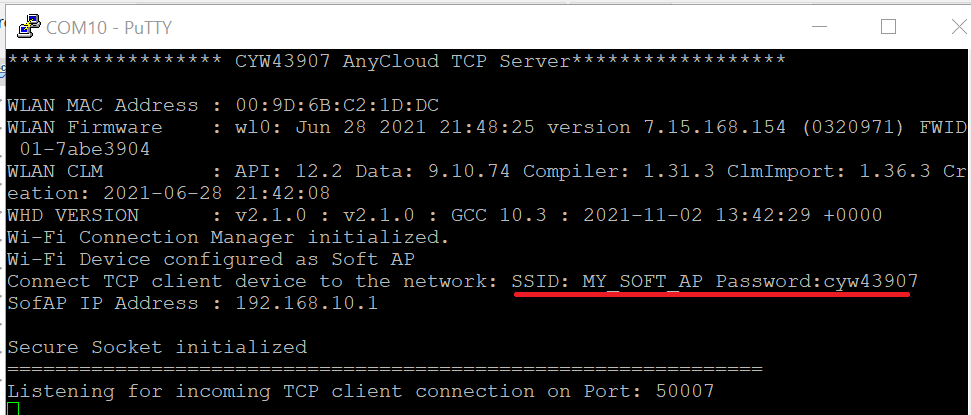 COM10 - PuTTY
****************** CYW43907 AnyCloud TCP Server******************
WLAN MAC Address : 00:9D:6B:C2:1D:DC
WLAN Firmware : wl0: Jun 28 2021 21:48:25 version 7.15.168.154 (0320971) FWID
01-7abe3904
WLAN CLM : API: 12.2 Data: 9.10.74 Compiler: 1.31.3 ClmImport: 1.36.3 Cr
eation: 2021-06-28 21:42:08
WHD VERSION : v2.1.0 : v2.1.0 : GCC 10.3 : 2021-11-02 13:42:29 +0000
Wi-Fi Connection Manager initialized.
Wi-Fi Device configured as Soft AP
Connect TCP client device to the network: SSID: MY_SOFT_AP Password:cyw43907
SofAP IP Address : 192.168.10.1
Secure Socket initialized
===============================================================
Listening for incoming TCP client connection on Port: 50007